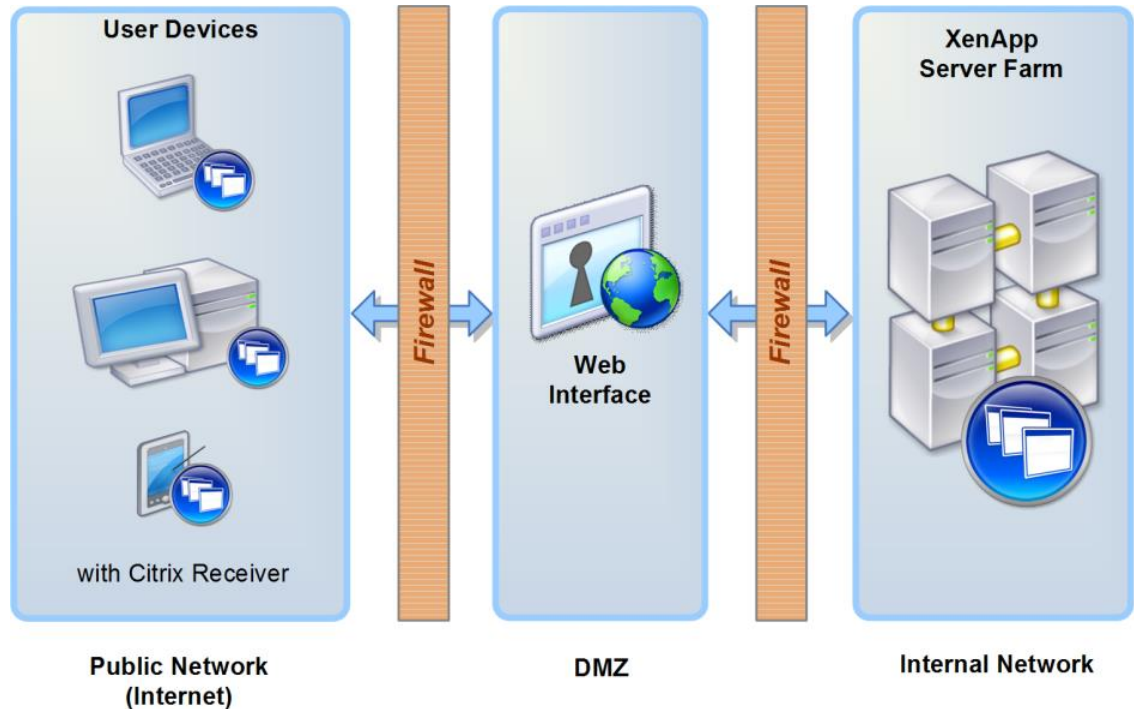 User Devices
with Citrix Receiver
Public Network
(Internet)
Firewall
Web
Interface
DMZ
Firewall
XenApp
Server Farm
Internal Network